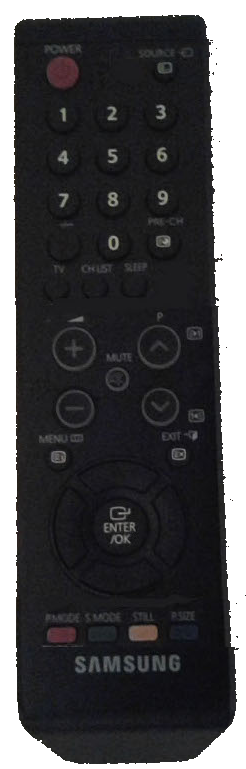 POWER SOURCE
1 2 3
4 5 6
7 8 9
PRE-CH
0
TV CH LIST SLEEP
+ P
MUTE
−
MENU EXIT
ENTER
/OK
P.MODE S.MODE STILL P.SIZE
SAMSUNG